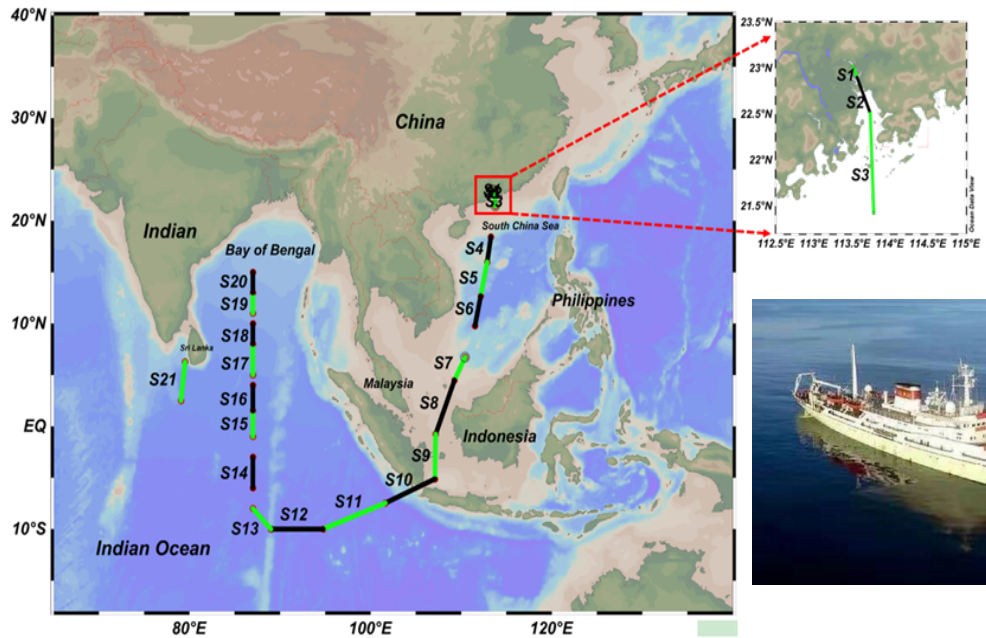 40°N
30°N
20°N
10°N
EQ
10°S
80°E
100°E
120°E
China
Indian
Bay of Bengal
South China Sea
Philippines
Sri Lanka
Malaysia
Indonesia
Indian Ocean
S4
S5
S6
S7
S8
S9
S10
S11
S12
S13
S14
S15
S16
S17
S18
S19
S20
S21
23.5°N
23°N
22.5°N
22°N
21.5°N
112.5°E
113°E
113.5°E
114°E
114.5°E
115°E
S1
S2
S3
Ocean Data View